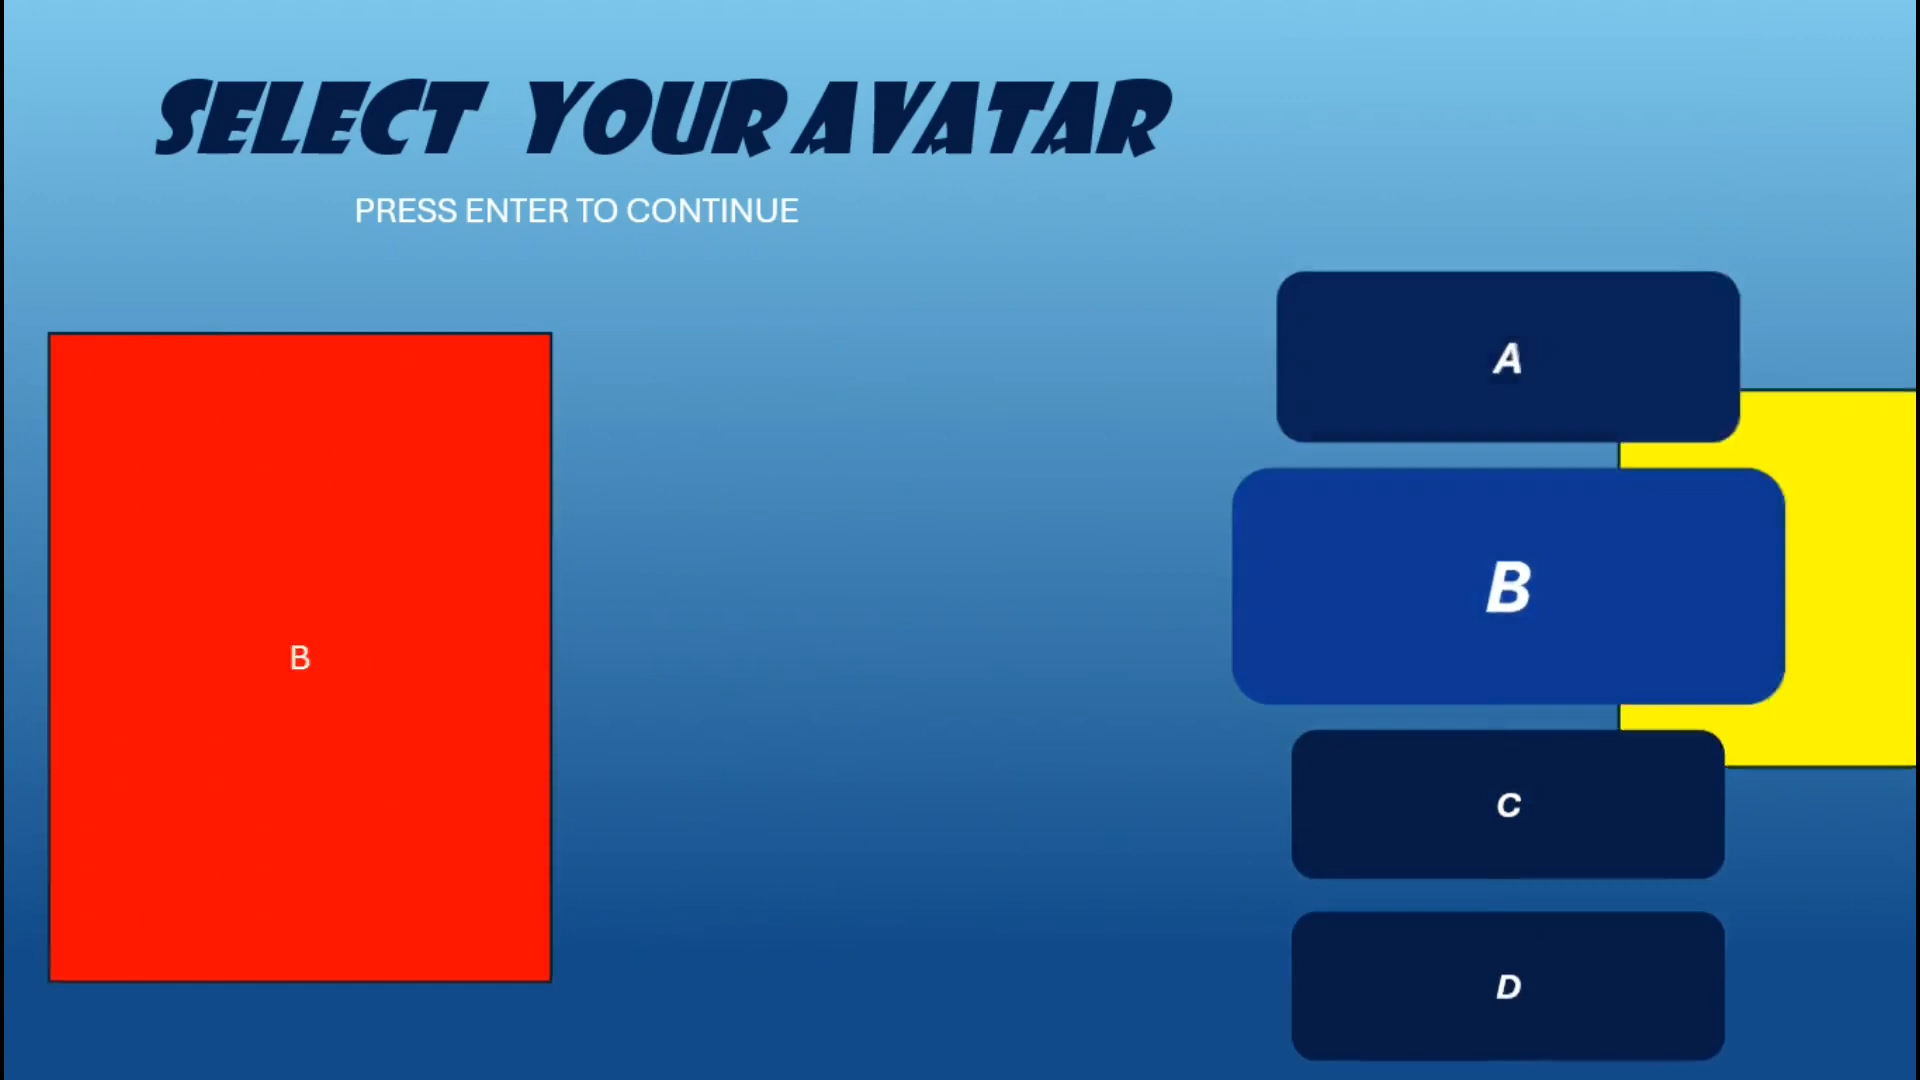 SELECT YOUR AVATAR
PRESS ENTER TO CONTINUE
A
B
B
C
D